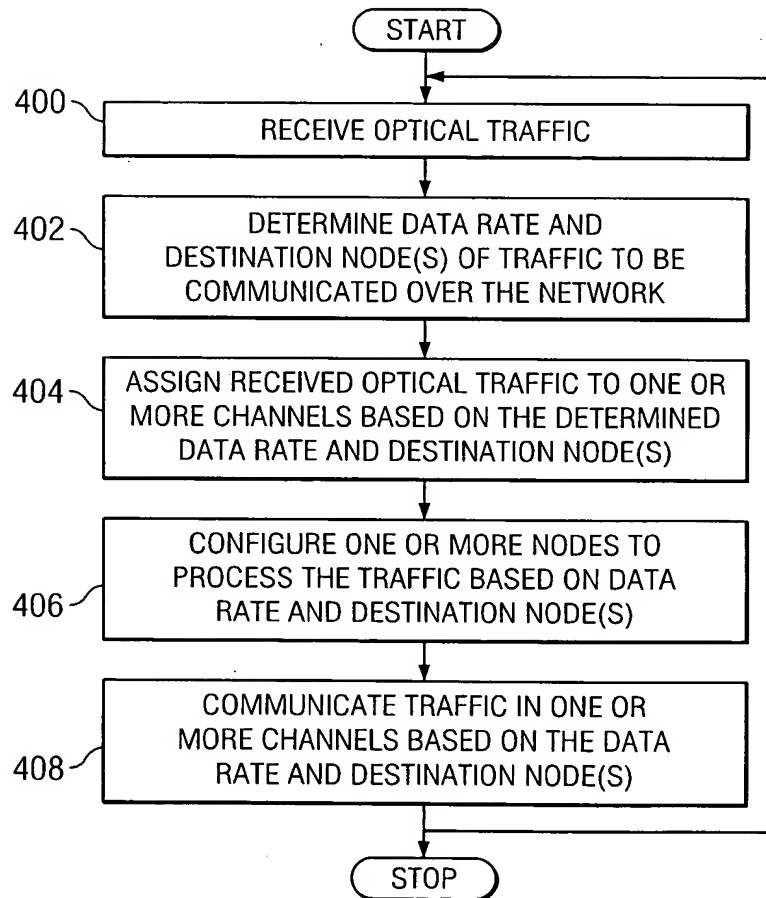 START
400
RECEIVE OPTICAL TRAFFIC
402
DETERMINE DATA RATE AND
DESTINATION NODE(S) OF TRAFFIC TO BE
COMMUNICATED OVER THE NETWORK
404
ASSIGN RECEIVED OPTICAL TRAFFIC TO ONE OR
MORE CHANNELS BASED ON THE DETERMINED
DATA RATE AND DESTINATION NODE(S)
406
CONFIGURE ONE OR MORE NODES TO
PROCESS THE TRAFFIC BASED ON DATA
RATE AND DESTINATION NODE(S)
408
COMMUNICATE TRAFFIC IN ONE OR
MORE CHANNELS BASED ON THE DATA
RATE AND DESTINATION NODE(S)
STOP